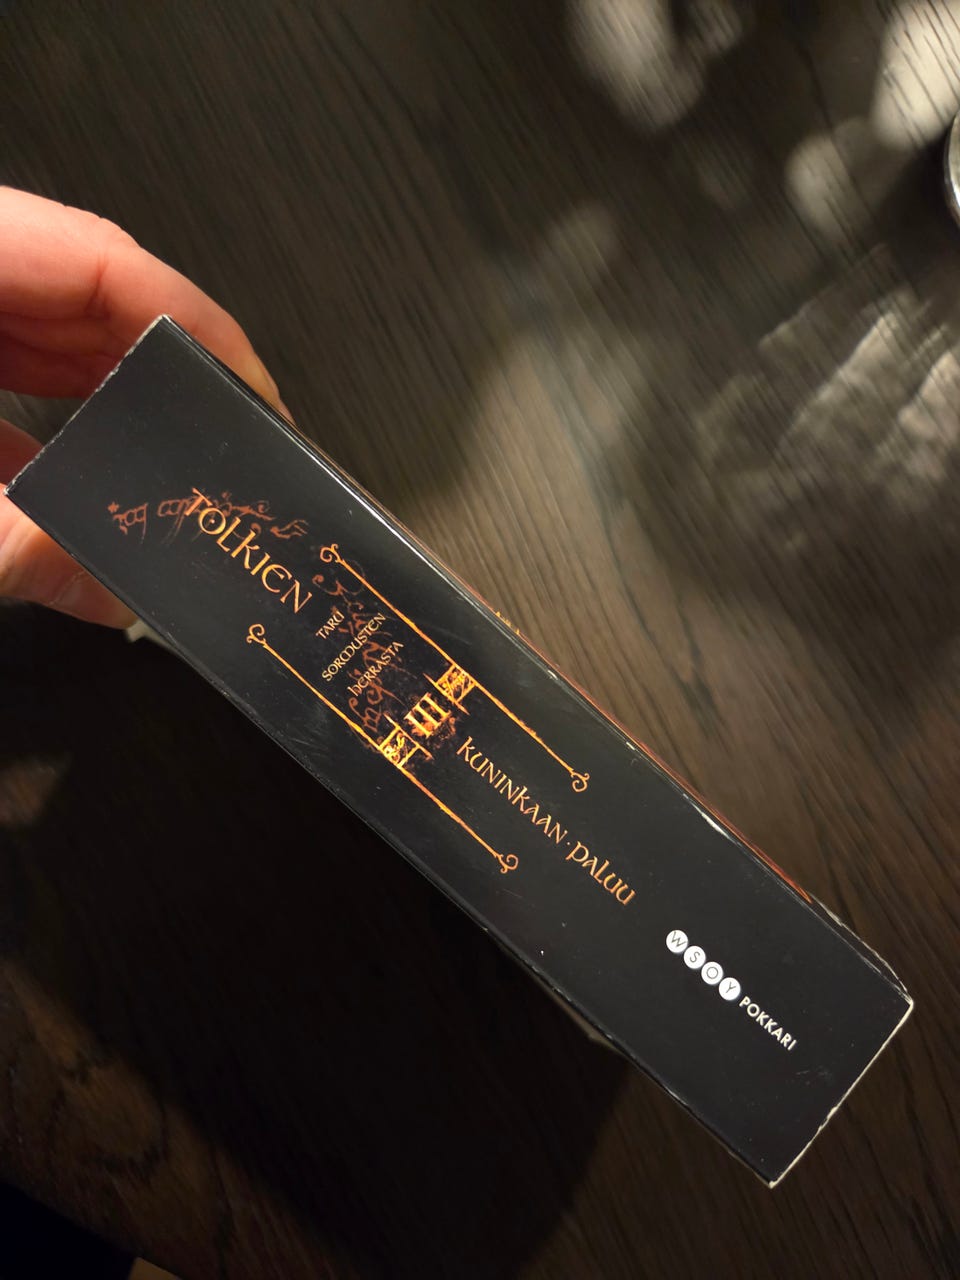 TOLKIEN
TARU
SORMUSTEN
HERRASTA
III
KUNINKAAN · PALUU
WSOY POKKARI